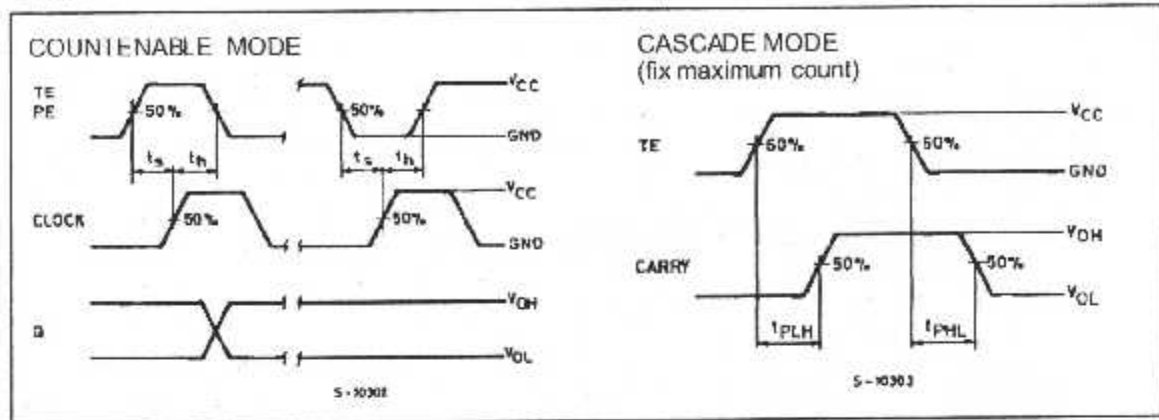 COUNTENABLE MODE
TE
PE
50%
50%
VCC
GND
ts
th
ts
th
CLOCK
50%
50%
VCC
GND
Q
VOH
VOL
CASCADE MODE
(fix maximum count)
TE
50%
50%
VCC
GND
CARRY
50%
50%
VOH
VOL
tPLH
tPHL
S-10303